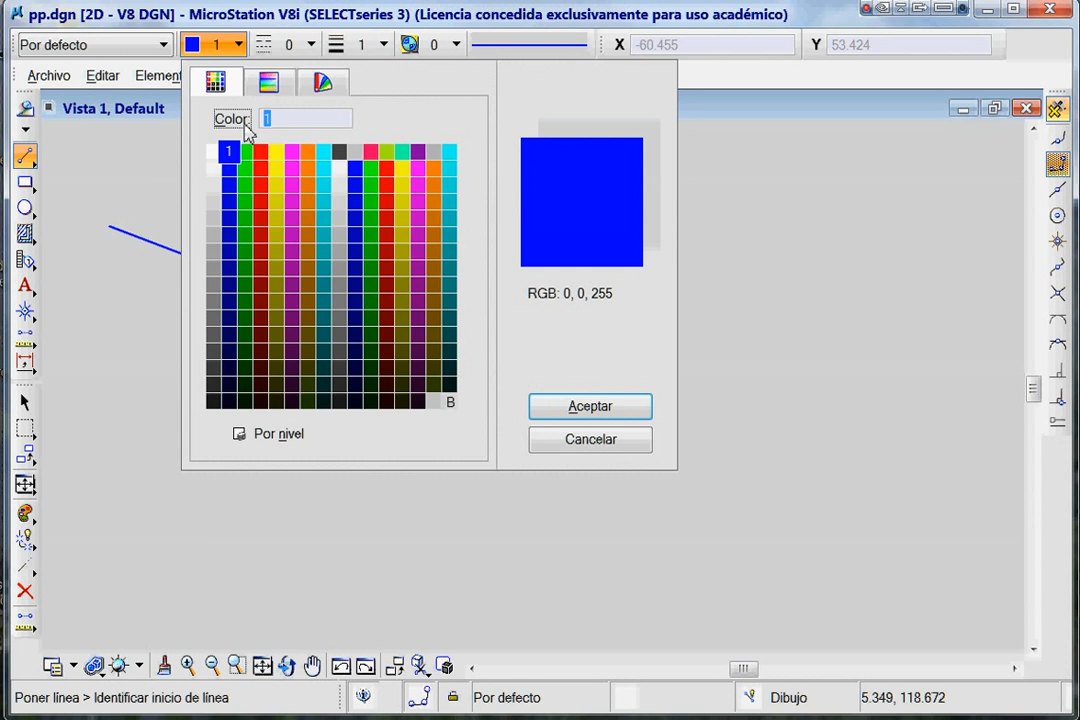 pp.dgn [2D - V8 DGN] - MicroStation V8i (SELECTseries 3) (Licencia concedida exclusivamente para uso académico)
Por defecto 1 0 1 0 X -60.455 Y 53.424
Archivo Editar Element
Vista 1, Default
Color: 1
1
RGB: 0, 0, 255
Aceptar
B
Por nivel
Cancelar
A
Poner línea > Identificar inicio de línea Por defecto Dibujo 5.349, 118.672